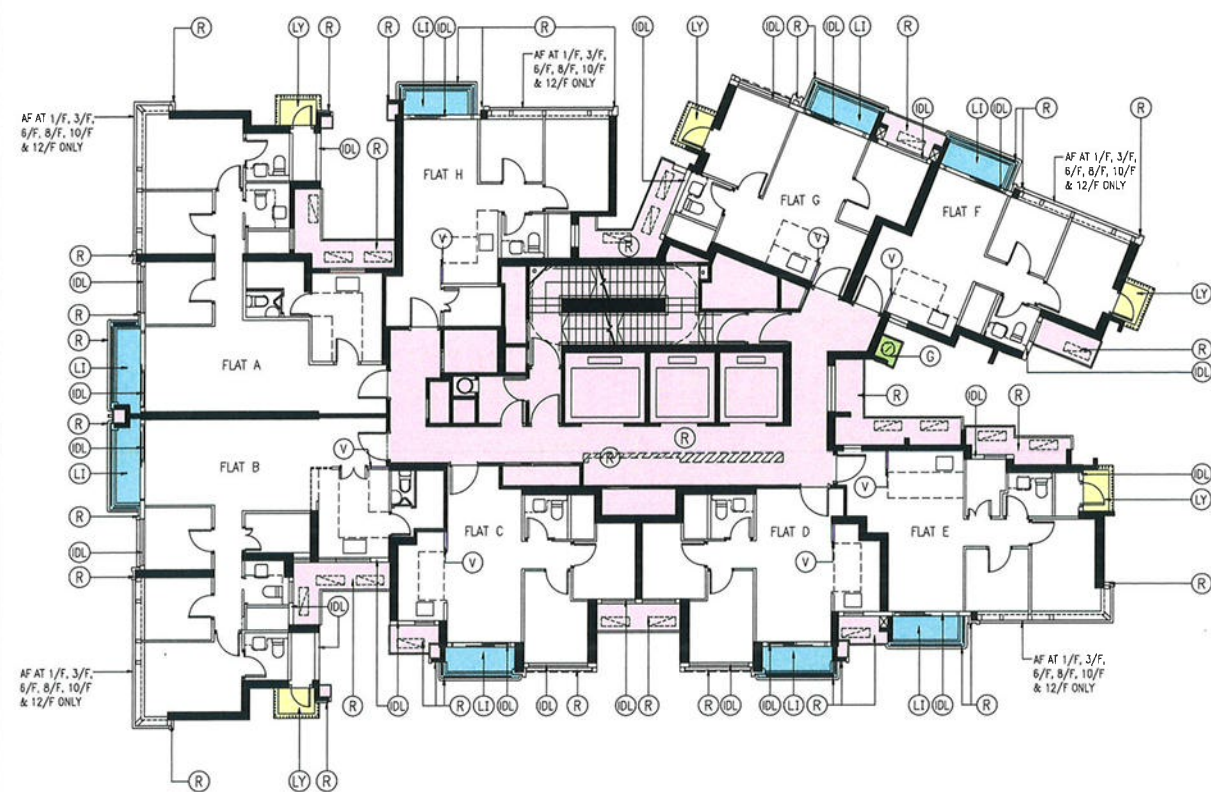 R
LY
R
R
LI
IDL
R
AF AT 1/F, 3/F,
6/F, 8/F, 10/F
& 12/F ONLY
IDL
LY
IDL
R
IDL
LI
R
IDL
LI
IDL
R
R
AF AT 1/F, 3/F,
6/F, 8/F, 10/F
& 12/F ONLY
IDL
R
AF AT 1/F, 3/F,
6/F, 8/F, 10/F
& 12/F ONLY
FLAT H
FLAT G
FLAT F
V
V
V
R
R
IDL
R
R
LI
IDL
R
IDL
LI
R
IDL
R
FLAT A
LY
R
IDL
G
R
R
FLAT B
V
IDL
R
R
R
V
IDL
LY
FLAT C
V
FLAT D
V
FLAT E
R
R
IDL
AF AT 1/F, 3/F,
6/F, 8/F, 10/F
& 12/F ONLY
AF AT 1/F, 3/F,
6/F, 8/F, 10/F
& 12/F ONLY
R
IDL
R
LI
IDL
IDL
R
IDL
R
R
IDL
IDL
LI
R
LI
IDL
R
R
LY
R